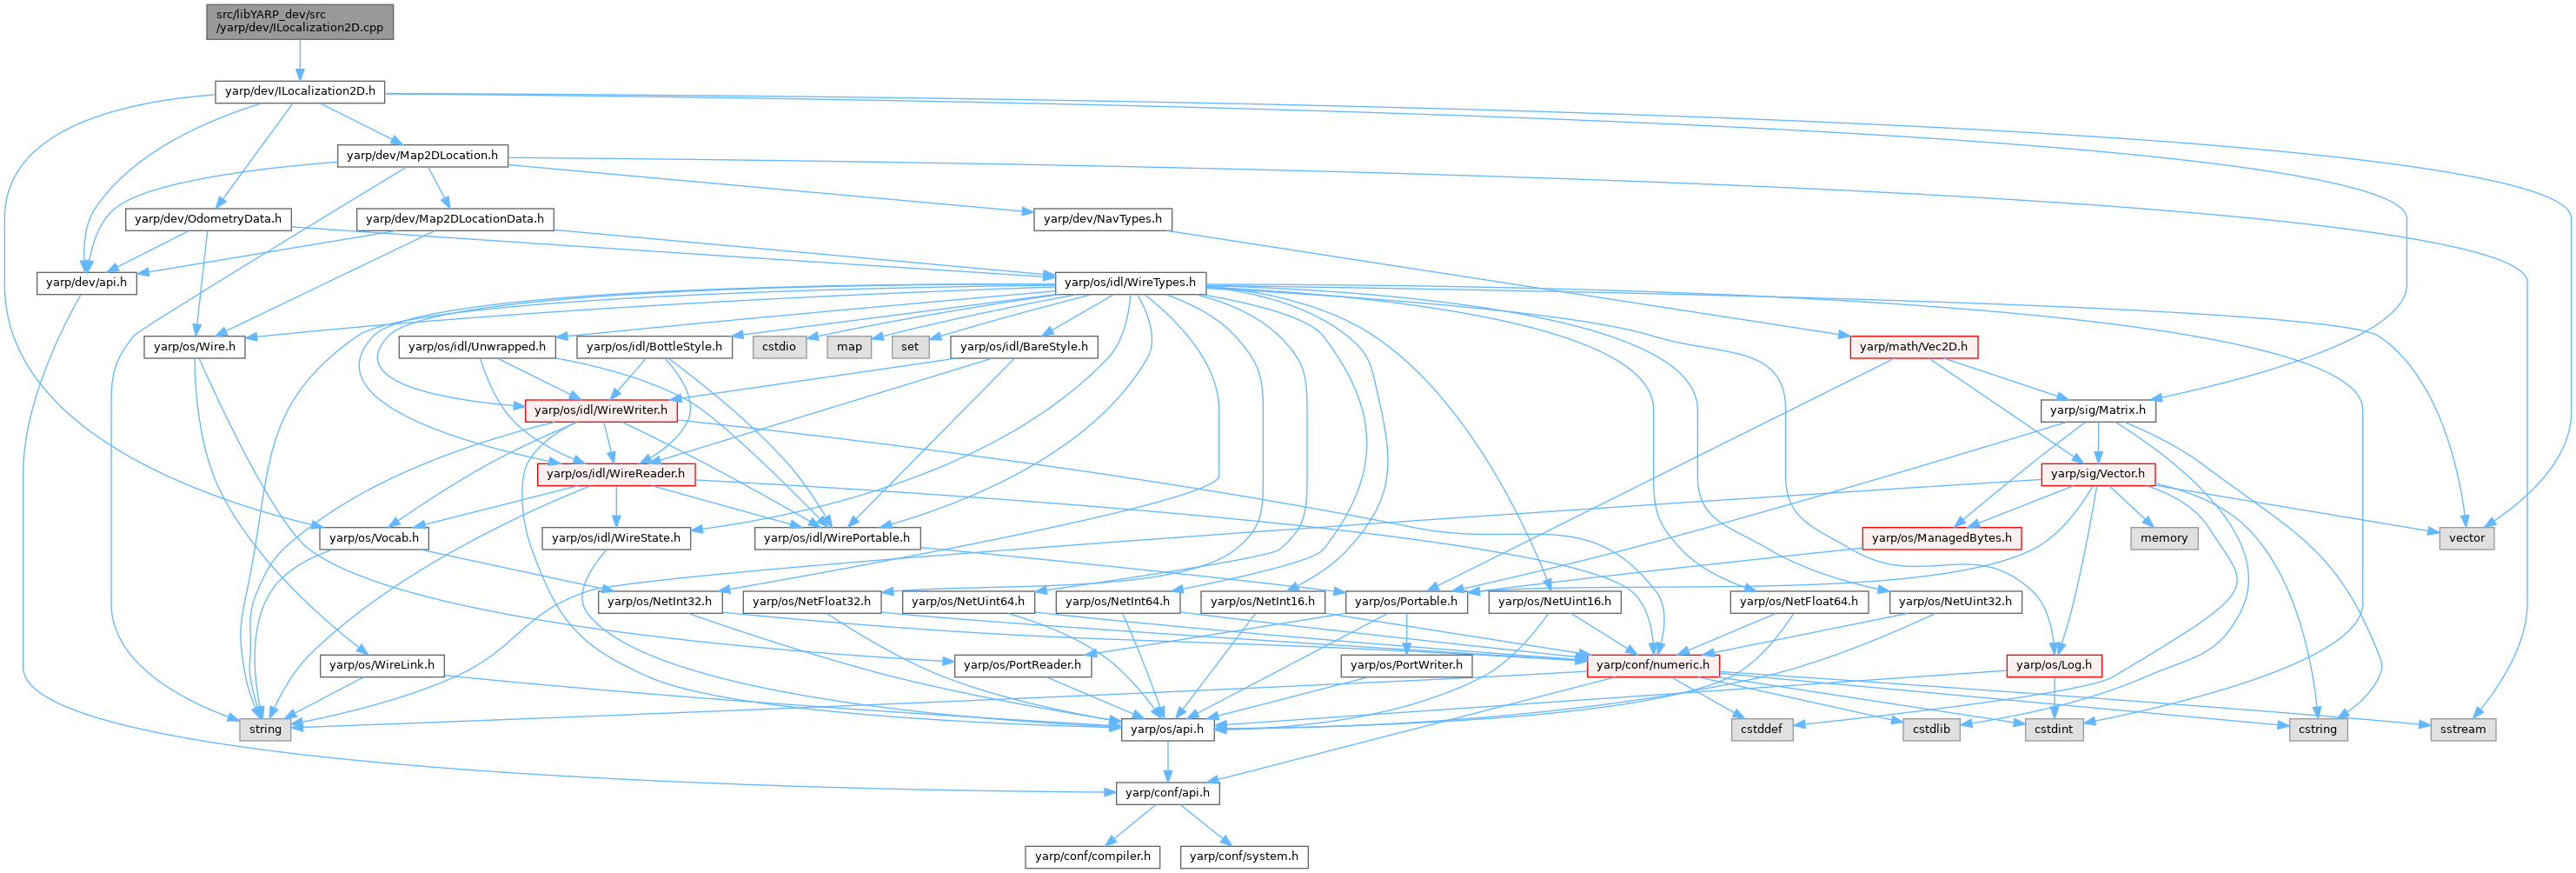 src/libYARP_dev/src
/yarp/dev/ILocalization2D.cpp
yarp/dev/ILocalization2D.h
yarp/dev/Map2DLocation.h
yarp/dev/OdometryData.h
yarp/dev/Map2DLocationData.h
yarp/dev/NavTypes.h
yarp/dev/api.h
yarp/os/idl/WireTypes.h
yarp/os/Wire.h
yarp/os/idl/Unwrapped.h
yarp/os/idl/BottleStyle.h
cstdio
map
set
yarp/os/idl/BareStyle.h
yarp/math/Vec2D.h
yarp/os/idl/WireWriter.h
yarp/sig/Matrix.h
yarp/os/idl/WireReader.h
yarp/sig/Vector.h
yarp/os/Vocab.h
yarp/os/idl/WireState.h
yarp/os/idl/WirePortable.h
yarp/os/ManagedBytes.h
memory
vector
yarp/os/NetInt32.h
yarp/os/NetFloat32.h
yarp/os/NetUint64.h
yarp/os/NetInt64.h
yarp/os/NetInt16.h
yarp/os/Portable.h
yarp/os/NetUint16.h
yarp/os/NetFloat64.h
yarp/os/NetUint32.h
yarp/os/WireLink.h
yarp/os/PortReader.h
yarp/os/PortWriter.h
yarp/conf/numeric.h
yarp/os/Log.h
string
yarp/os/api.h
cstddef
cstdlib
cstdint
cstring
sstream
yarp/conf/api.h
yarp/conf/compiler.h
yarp/conf/system.h